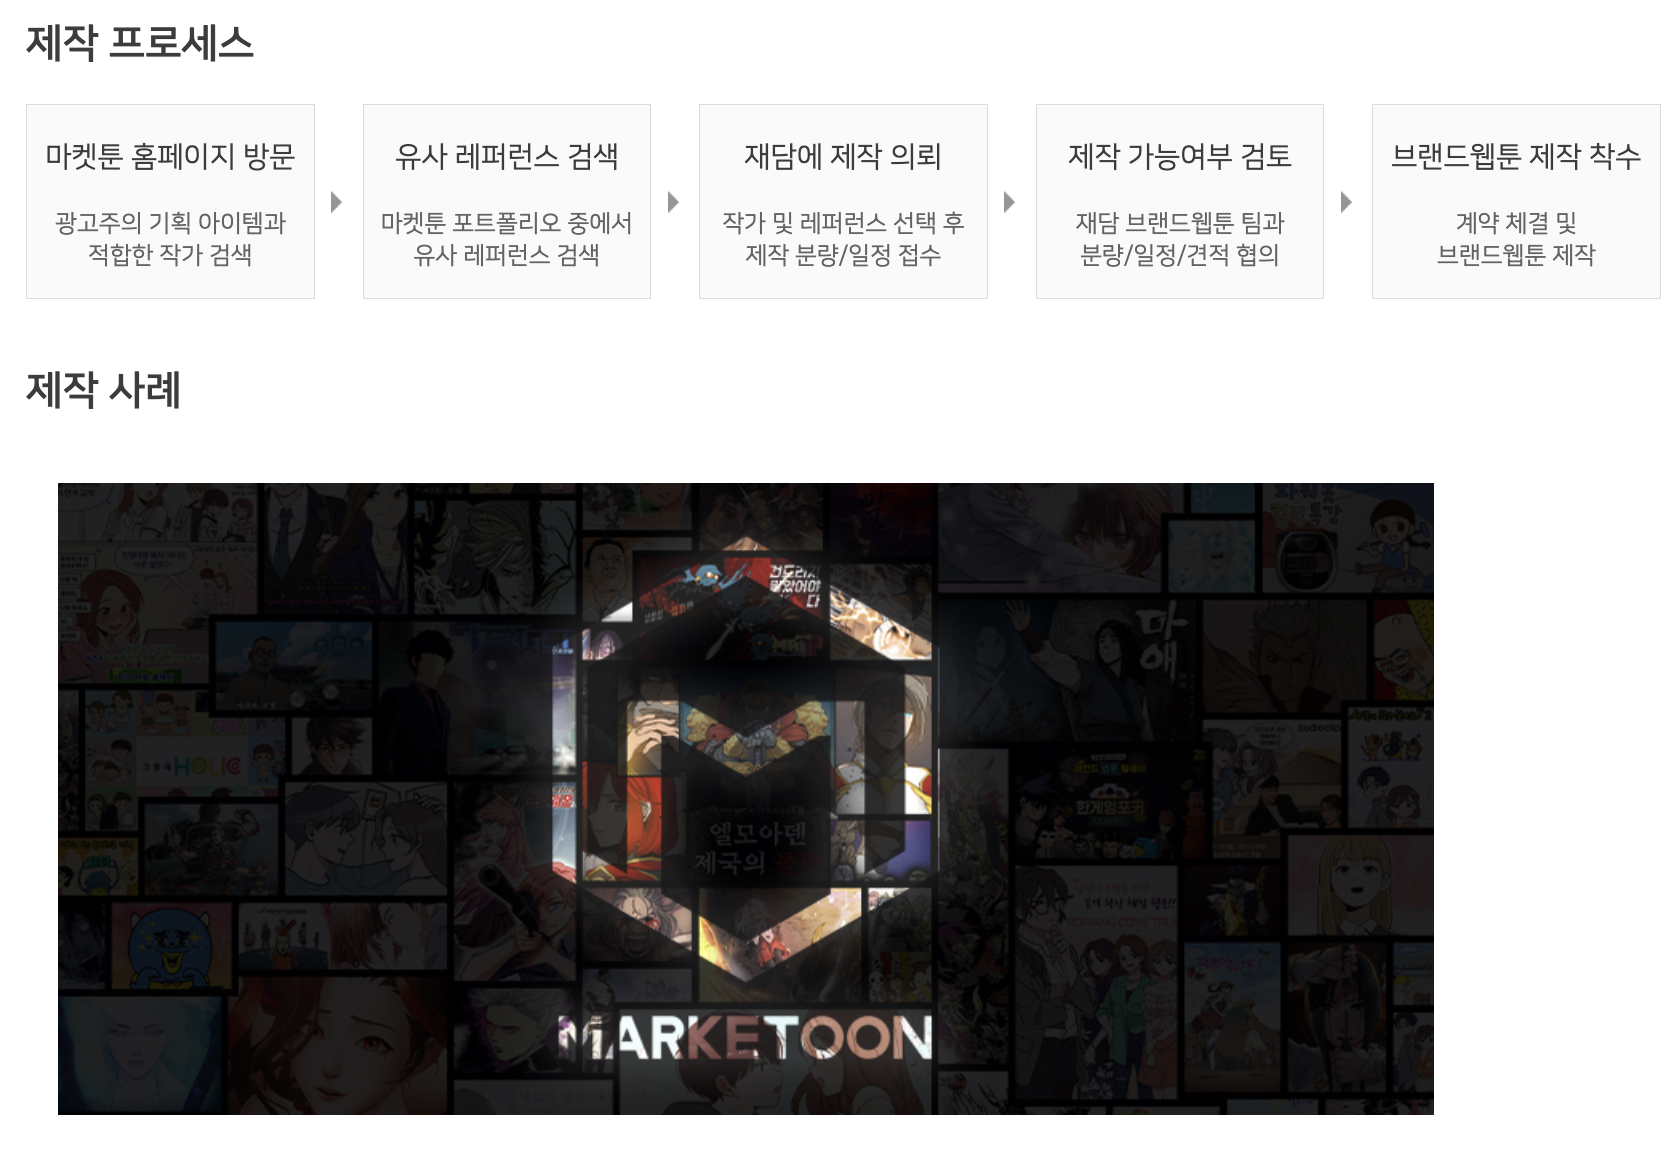 제작 프로세스
마켓툰 홈페이지 방문
광고주의 기획 아이템과
적합한 작가 검색
유사 레퍼런스 검색
마켓툰 포트폴리오 중에서
유사 레퍼런스 검색
재담에 제작 의뢰
작가 및 레퍼런스 선택 후
제작 분량/일정 접수
제작 가능여부 검토
재담 브랜드웹툰 팀과
분량/일정/견적 협의
브랜드웹툰 제작 착수
계약 체결 및
브랜드웹툰 제작
제작 사례
마애
HOLIC
한게임포커
audioclip
엘모아덴
제국의
MARKETOON